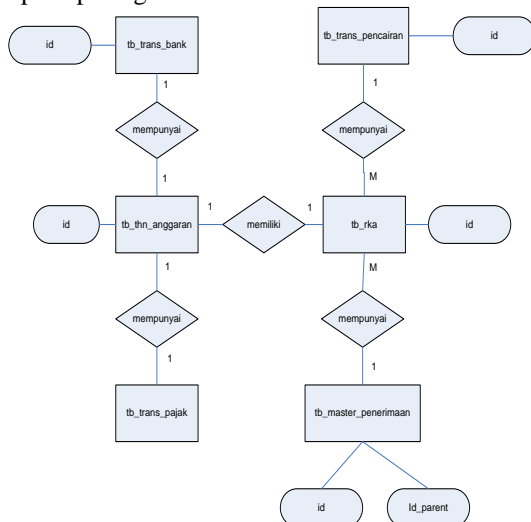 id
tb_trans_bank
tb_trans_pencairan
id
1
1
mempunyai
mempunyai
1
M
id
tb_thn_anggaran
1
memiliki
1
tb_rka
id
1
M
mempunyai
mempunyai
1
1
tb_trans_pajak
tb_master_penerimaan
id
Id_parent